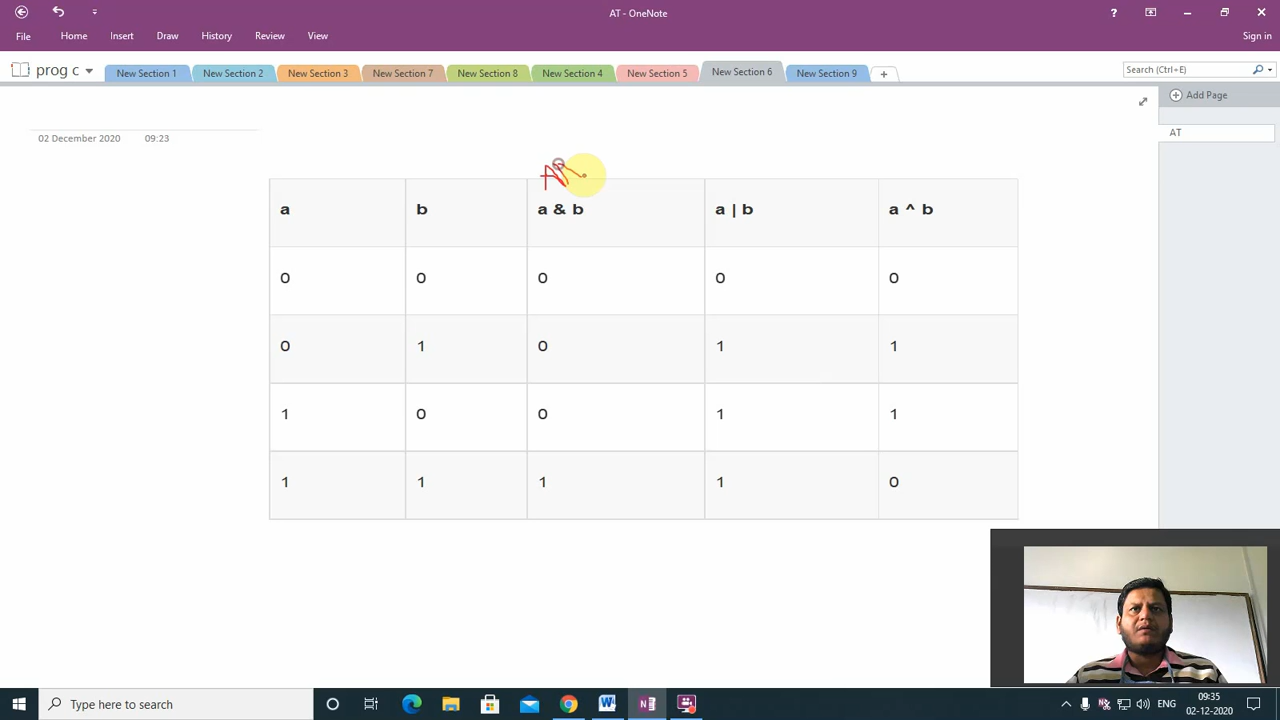 AT - OneNote
?
File Home Insert Draw History Review View Sign in
prog c New Section 1 New Section 2 New Section 3 New Section 7 New Section 8 New Section 4 New Section 5 New Section 6 New Section 9 + Search (Ctrl+E)
Add Page
AT
02 December 2020 09:23
a b a & b a | b a ^ b
0 0 0 0 0
0 1 0 1 1
1 0 0 1 1
1 1 1 1 0
Type here to search
ENG
09:35
02-12-2020